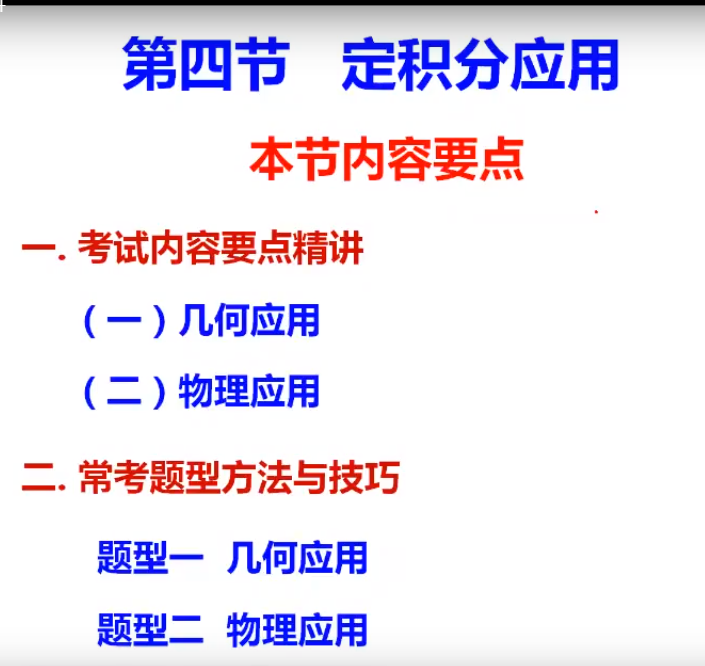 第四节 定积分应用
本节内容要点
一. 考试内容要点精讲
（一）几何应用
（二）物理应用
二. 常考题型方法与技巧
题型一 几何应用
题型二 物理应用